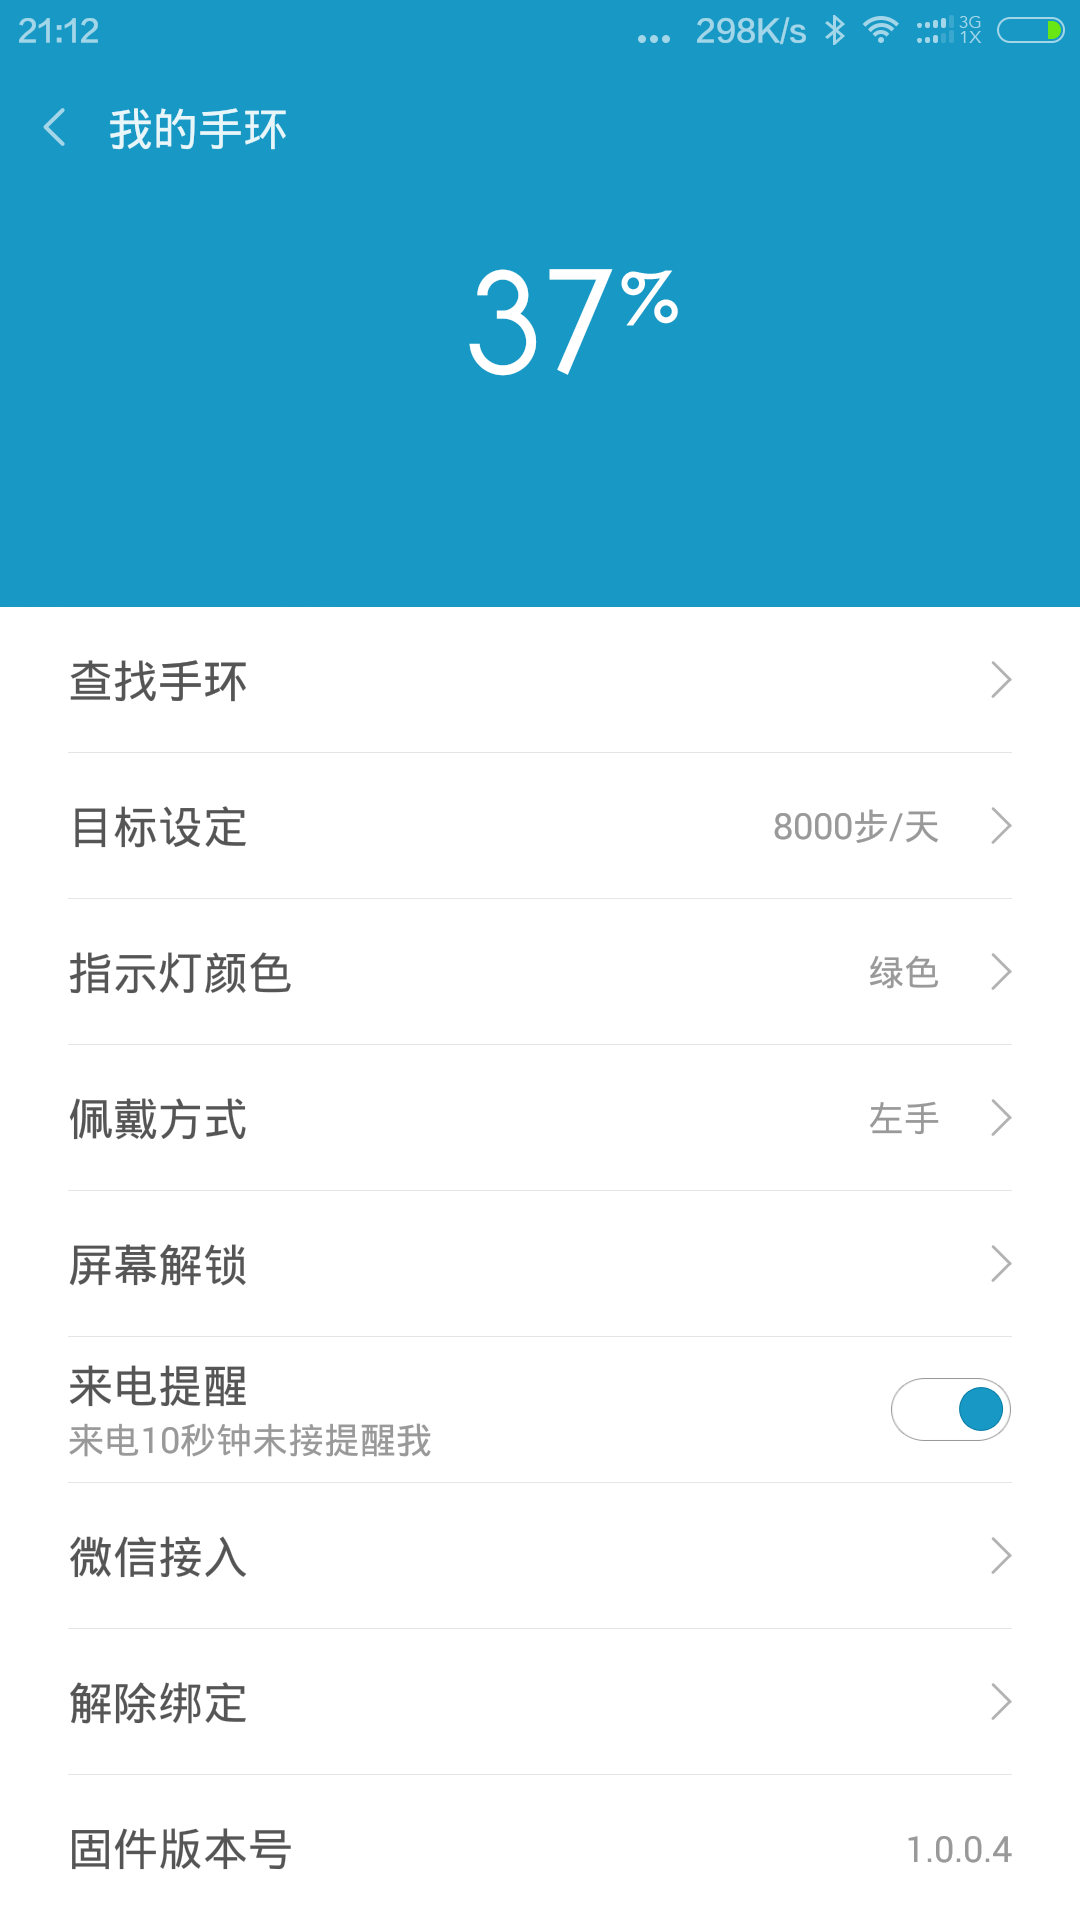 21:12 ... 298K/s 3G 1X
我的手环
37%
查找手环
目标设定 8000步/天
指示灯颜色 绿色
佩戴方式 左手
屏幕解锁
来电提醒
来电10秒钟未接提醒我
微信接入
解除绑定
固件版本号 1.0.0.4